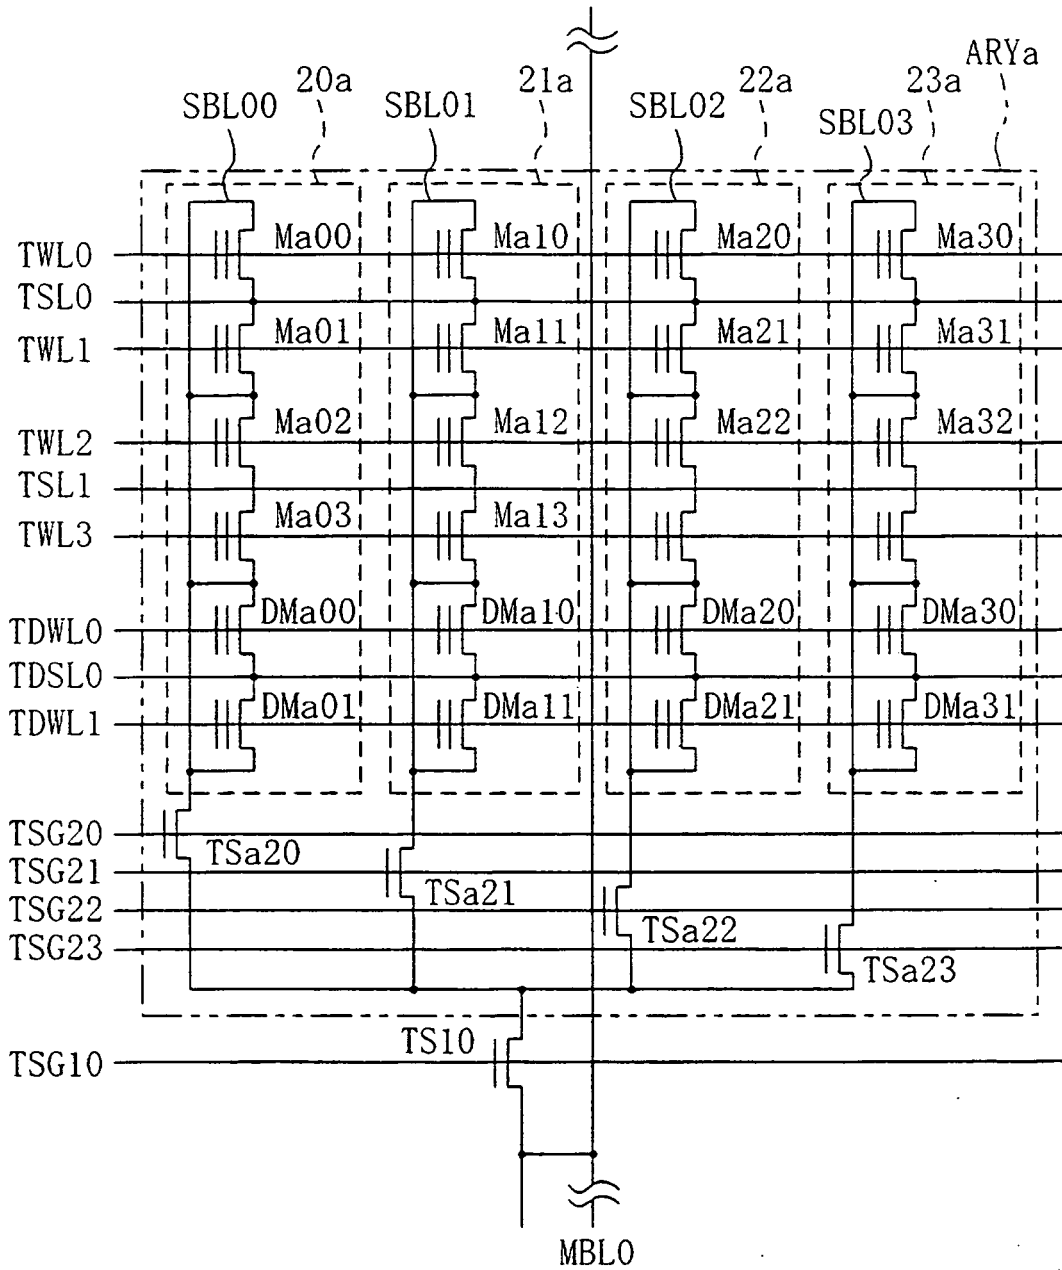 ARYa
20a 21a 22a 23a
SBL00 SBL01 SBL02 SBL03
TWL0 Ma00 Ma10 Ma20 Ma30
TSL0
TWL1 Ma01 Ma11 Ma21 Ma31
TWL2 Ma02 Ma12 Ma22 Ma32
TSL1
TWL3 Ma03 Ma13
TDWL0 DMa00 DMa10 DMa20 DMa30
TDSL0
TDWL1 DMa01 DMa11 DMa21 DMa31
TSG20 TSa20
TSG21 TSa21
TSG22 TSa22
TSG23 TSa23
TS10
TSG10
MBL0